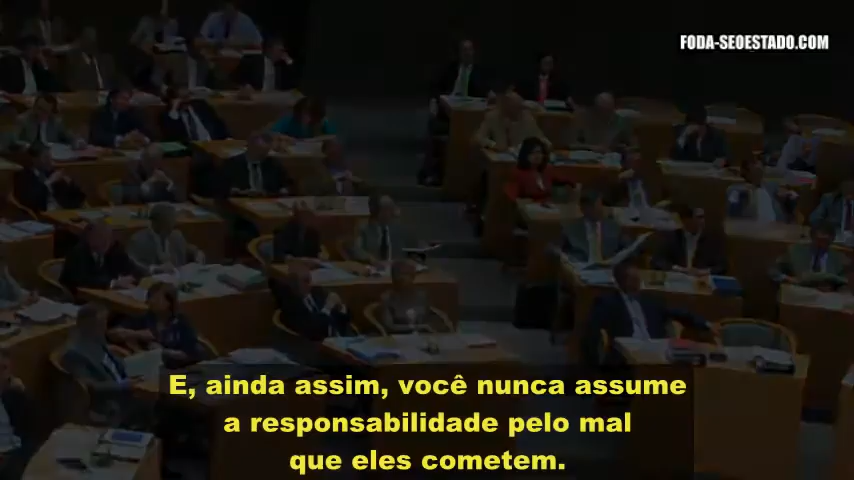 FODA-SEOESTADO.COM
E, ainda assim, você nunca assume
a responsabilidade pelo mal
que eles cometem.